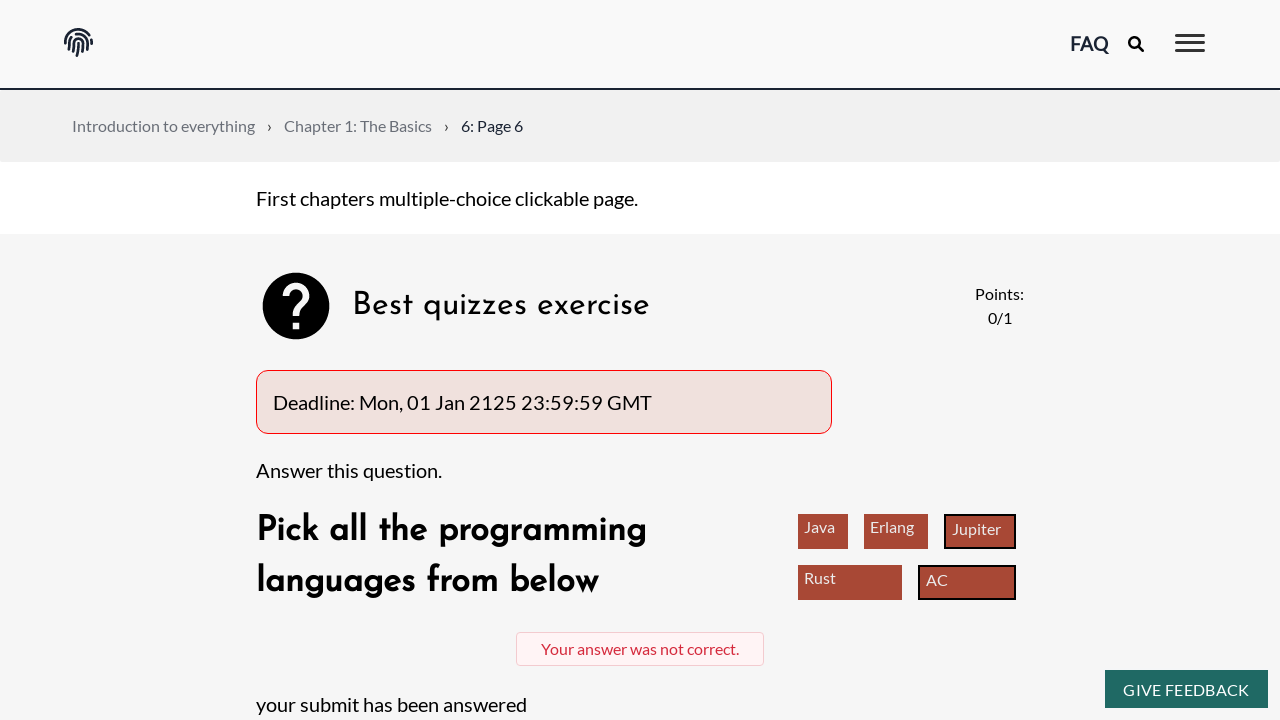 FAQ
Introduction to everything › Chapter 1: The Basics › 6: Page 6
First chapters multiple-choice clickable page.
Best quizzes exercise
Points:
0/1
Deadline: Mon, 01 Jan 2125 23:59:59 GMT
Answer this question.
Pick all the programming
languages from below
Java Erlang Jupiter
Rust AC
Your answer was not correct.
GIVE FEEDBACK
your submit has been answered